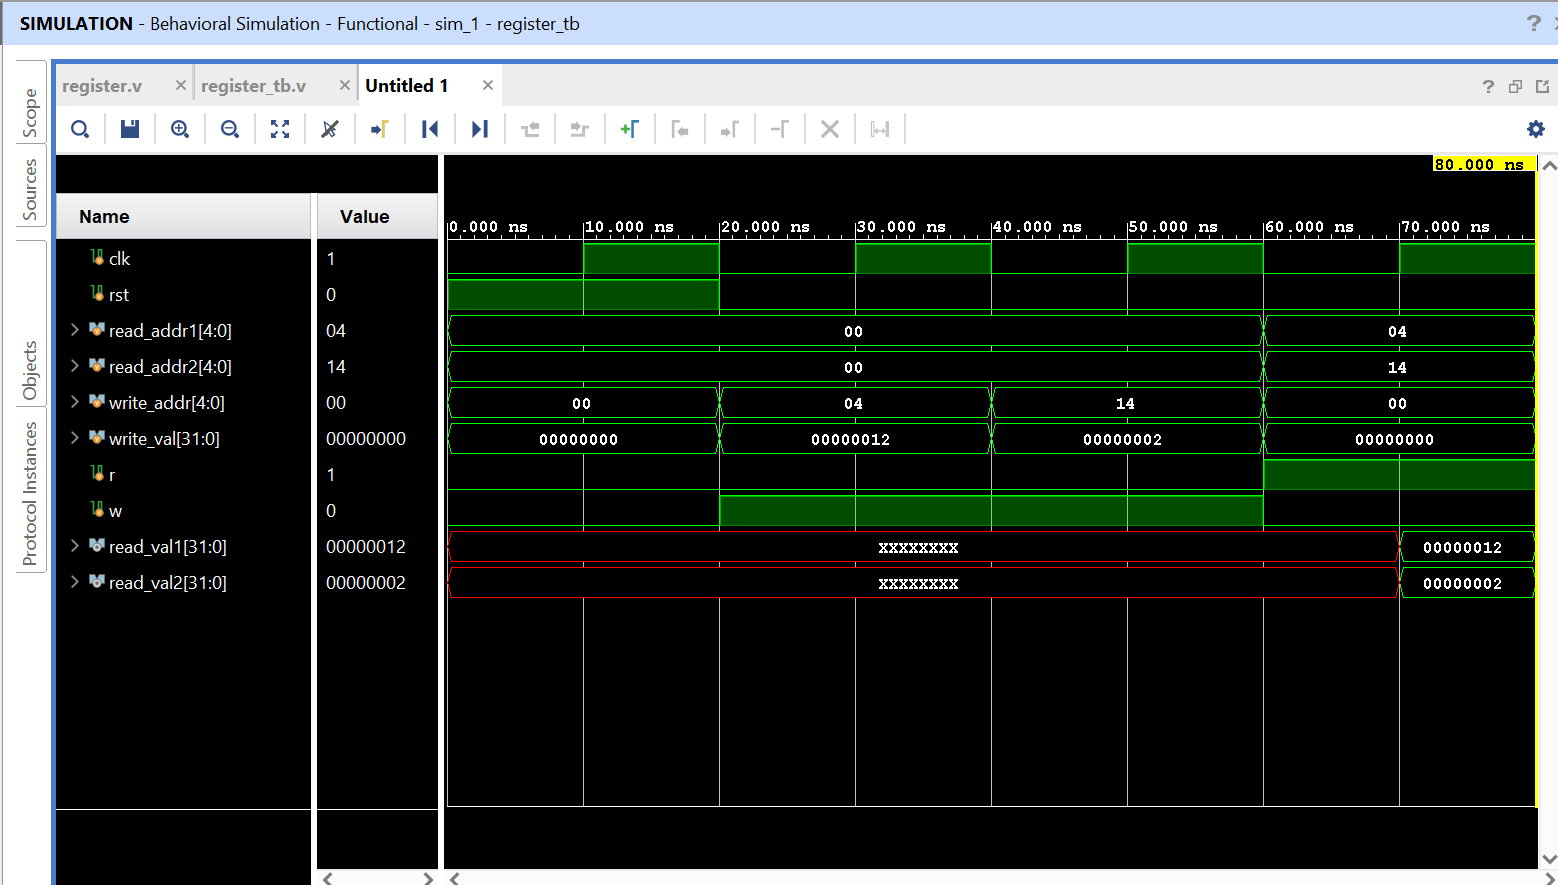 SIMULATION - Behavioral Simulation - Functional - sim_1 - register_tb ?
Scope
Sources
Objects
Protocol Instances
register.v × register_tb.v × Untitled 1 × ?
80.000 ns
Name Value
0.000 ns 10.000 ns 20.000 ns 30.000 ns 40.000 ns 50.000 ns 60.000 ns 70.000 ns
clk 1
rst 0
read_addr1[4:0] 04 00 04
read_addr2[4:0] 14 00 14
write_addr[4:0] 00 00 04 14 00
write_val[31:0] 00000000 00000000 00000012 00000002 00000000
r 1
w 0
read_val1[31:0] 00000012 XXXXXXXX 00000012
read_val2[31:0] 00000002 XXXXXXXX 00000002